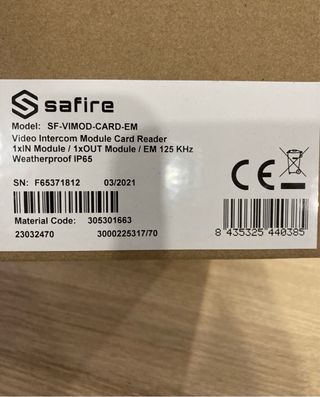 safire
Model: SF-VIMOD-CARD-EM
Video Intercom Module Card Reader
1xIN Module / 1xOUT Module / EM 125 KHz
Weatherproof IP65
SN: F65371812 03/2021
CE
Material Code: 305301663
23032470 3000225317/70
8 435325 440385